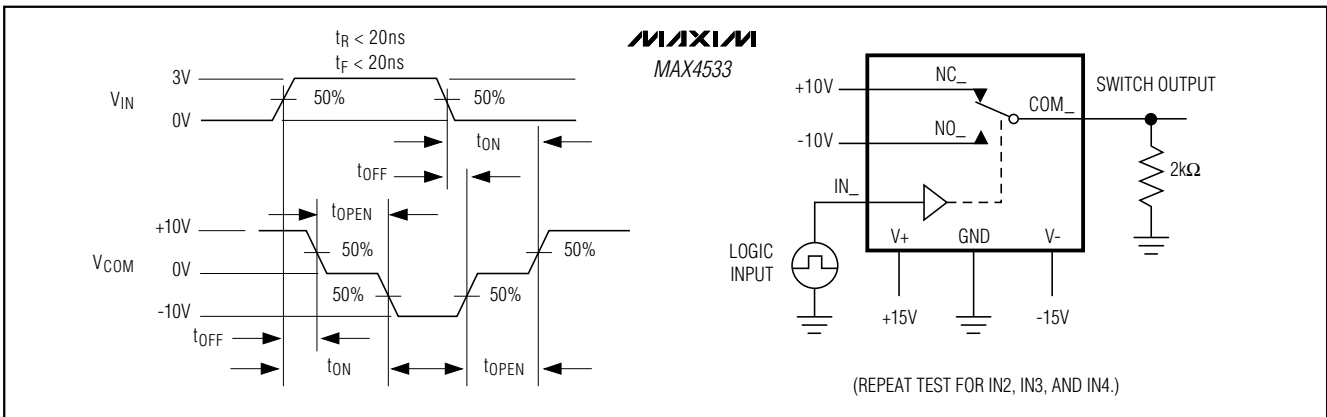 tR < 20ns
tF < 20ns
3V
VIN
50%
50%
0V
tON
tOFF
tOPEN
+10V
50%
50%
VCOM
0V
50%
50%
-10V
tOFF
tON
tOPEN
MAXIM
MAX4533
+10V
NC_
SWITCH OUTPUT
COM_
-10V
NO_
2kΩ
IN_
V+
GND
V-
LOGIC
INPUT
+15V
-15V
(REPEAT TEST FOR IN2, IN3, AND IN4.)